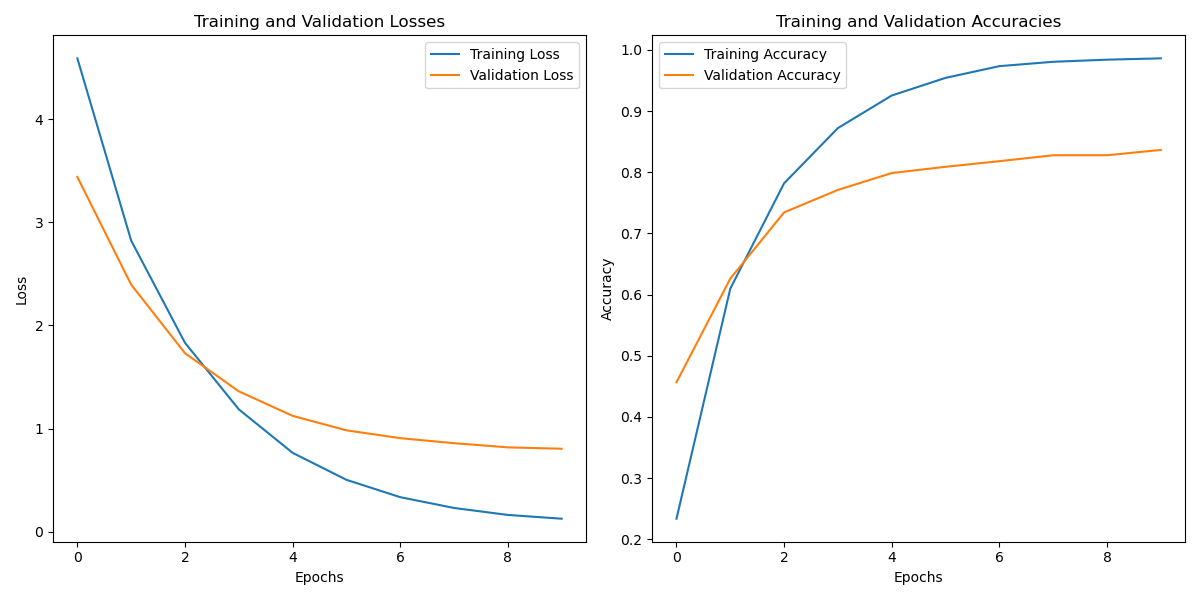 Training and Validation Losses
Training Loss
Validation Loss
4
3
2
1
0
Loss
0 2 4 6 8
Epochs
Training and Validation Accuracies
Training Accuracy
Validation Accuracy
1.0
0.9
0.8
0.7
0.6
0.5
0.4
0.3
0.2
Accuracy
0 2 4 6 8
Epochs